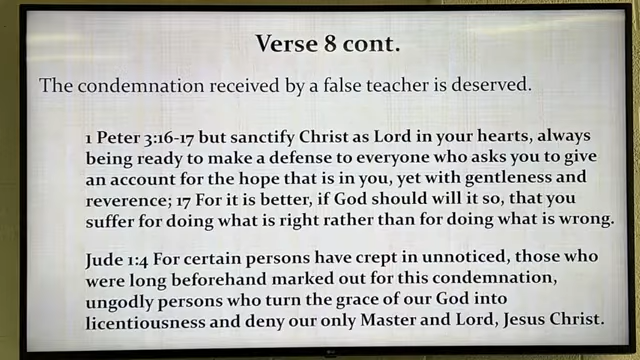 Verse 8 cont.
The condemnation received by a false teacher is deserved.
1 Peter 3:16-17 but sanctify Christ as Lord in your hearts, always
being ready to make a defense to everyone who asks you to give
an account for the hope that is in you, yet with gentleness and
reverence; 17 For it is better, if God should will it so, that you
suffer for doing what is right rather than for doing what is wrong.
Jude 1:4 For certain persons have crept in unnoticed, those who
were long beforehand marked out for this condemnation,
ungodly persons who turn the grace of our God into
licentiousness and deny our only Master and Lord, Jesus Christ.